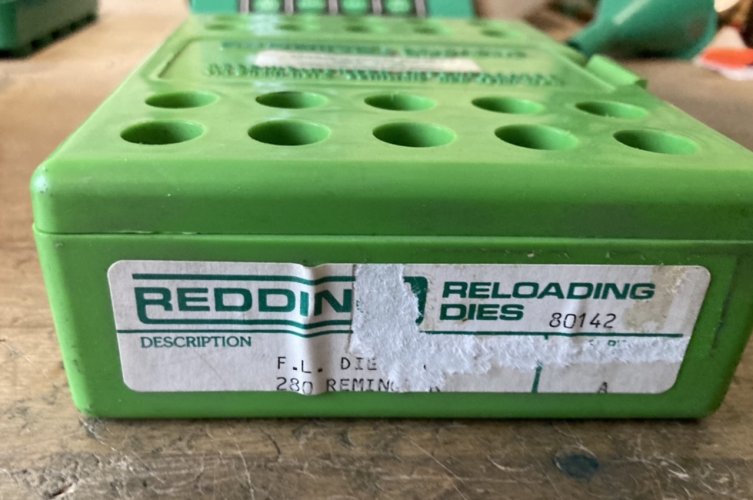 REDDIN
RELOADING
DIES 80142
DESCRIPTION
F.L. DIE
280 REMING
A